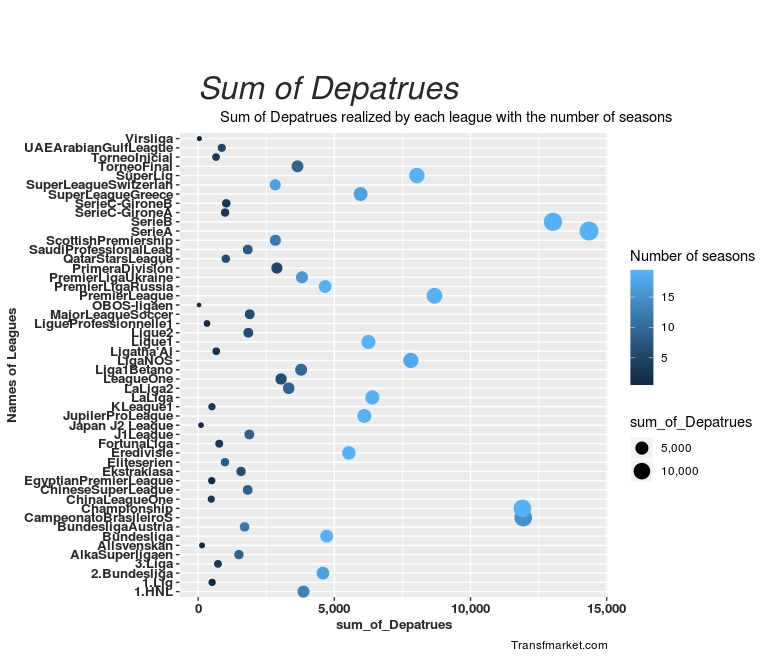 Sum of Depatrues
Sum of Depatrues realized by each league with the number of seasons
Names of Leagues
Virsliga
UAEArabianGulfLeague
TorneoInicial
TorneoFinal
SüperLig
SuperLeagueSwitzerlan
SuperLeagueGreece
SerieC-GironeB
SerieC-GironeA
SerieB
SerieA
ScottishPremiership
SaudiProfessionalLeag
QatarStarsLeague
PrimeraDivisión
PremierLigaUkraine
PremierLigaRussia
PremierLeague
OBOS-ligaen
MajorLeagueSoccer
LigueProfessionnelle1
Ligue2
Ligue1
Ligatha'Al
LigaNOS
Liga1Betano
LeagueOne
LaLiga2
LaLiga
KLeague1
JupilerProLeague
Japan J2 League
J1League
FortunaLiga
Eredivisie
Eliteserien
Ekstraklasa
EgyptianPremierLeague
ChineseSuperLeague
ChinaLeagueOne
Championship
CampeonatoBrasileiroS
BundesligaAustria
Bundesliga
Allsvenskan
AlkaSuperligaen
3.Liga
2.Bundesliga
1.Lig
1.HNL
0 5,000 10,000 15,000
sum_of_Depatrues
Number of seasons
15
10
5
sum_of_Depatrues
5,000
10,000
Transfmarket.com